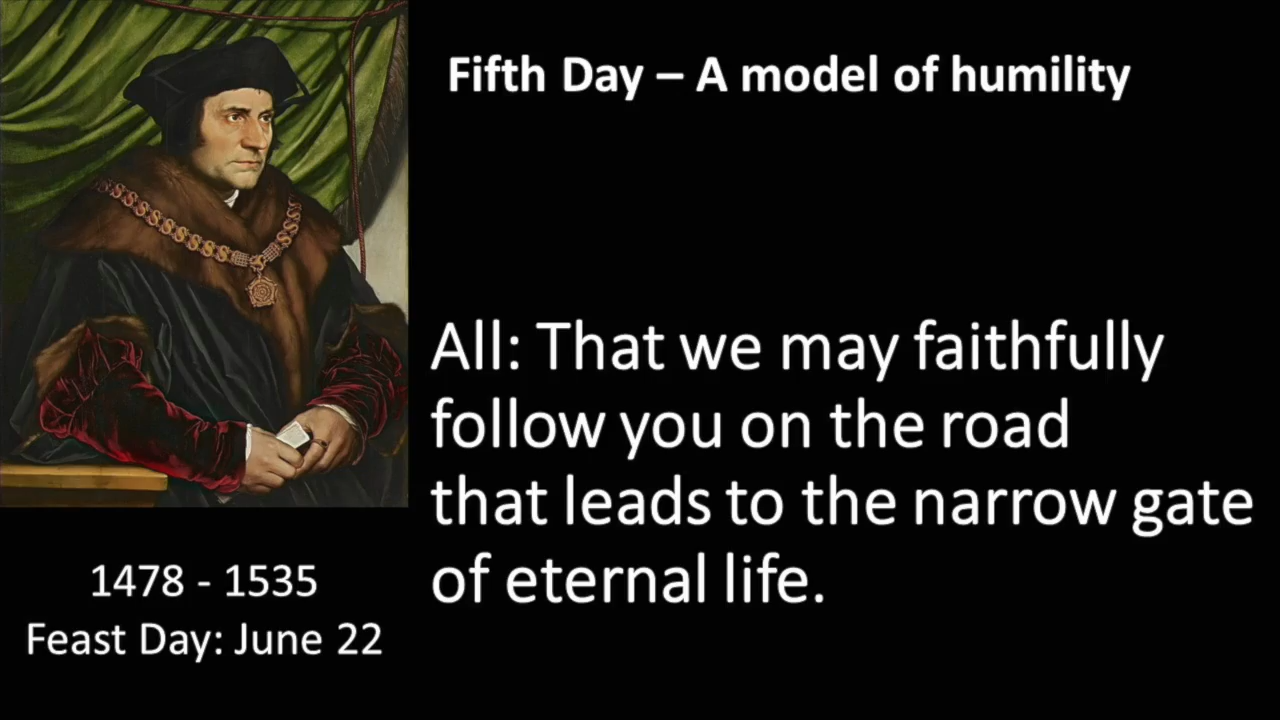 Fifth Day – A model of humility
All: That we may faithfully
follow you on the road
that leads to the narrow gate
of eternal life.
1478 - 1535
Feast Day: June 22